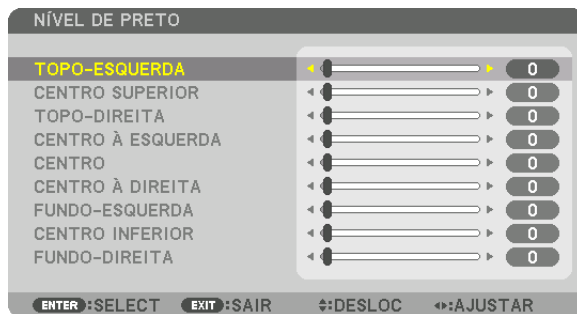 NÍVEL DE PRETO
TOPO-ESQUERDA 0
CENTRO SUPERIOR 0
TOPO-DIREITA 0
CENTRO À ESQUERDA 0
CENTRO 0
CENTRO À DIREITA 0
FUNDO-ESQUERDA 0
CENTRO INFERIOR 0
FUNDO-DIREITA 0
ENTER:SELECT EXIT:SAIR :DESLOC :AJUSTAR